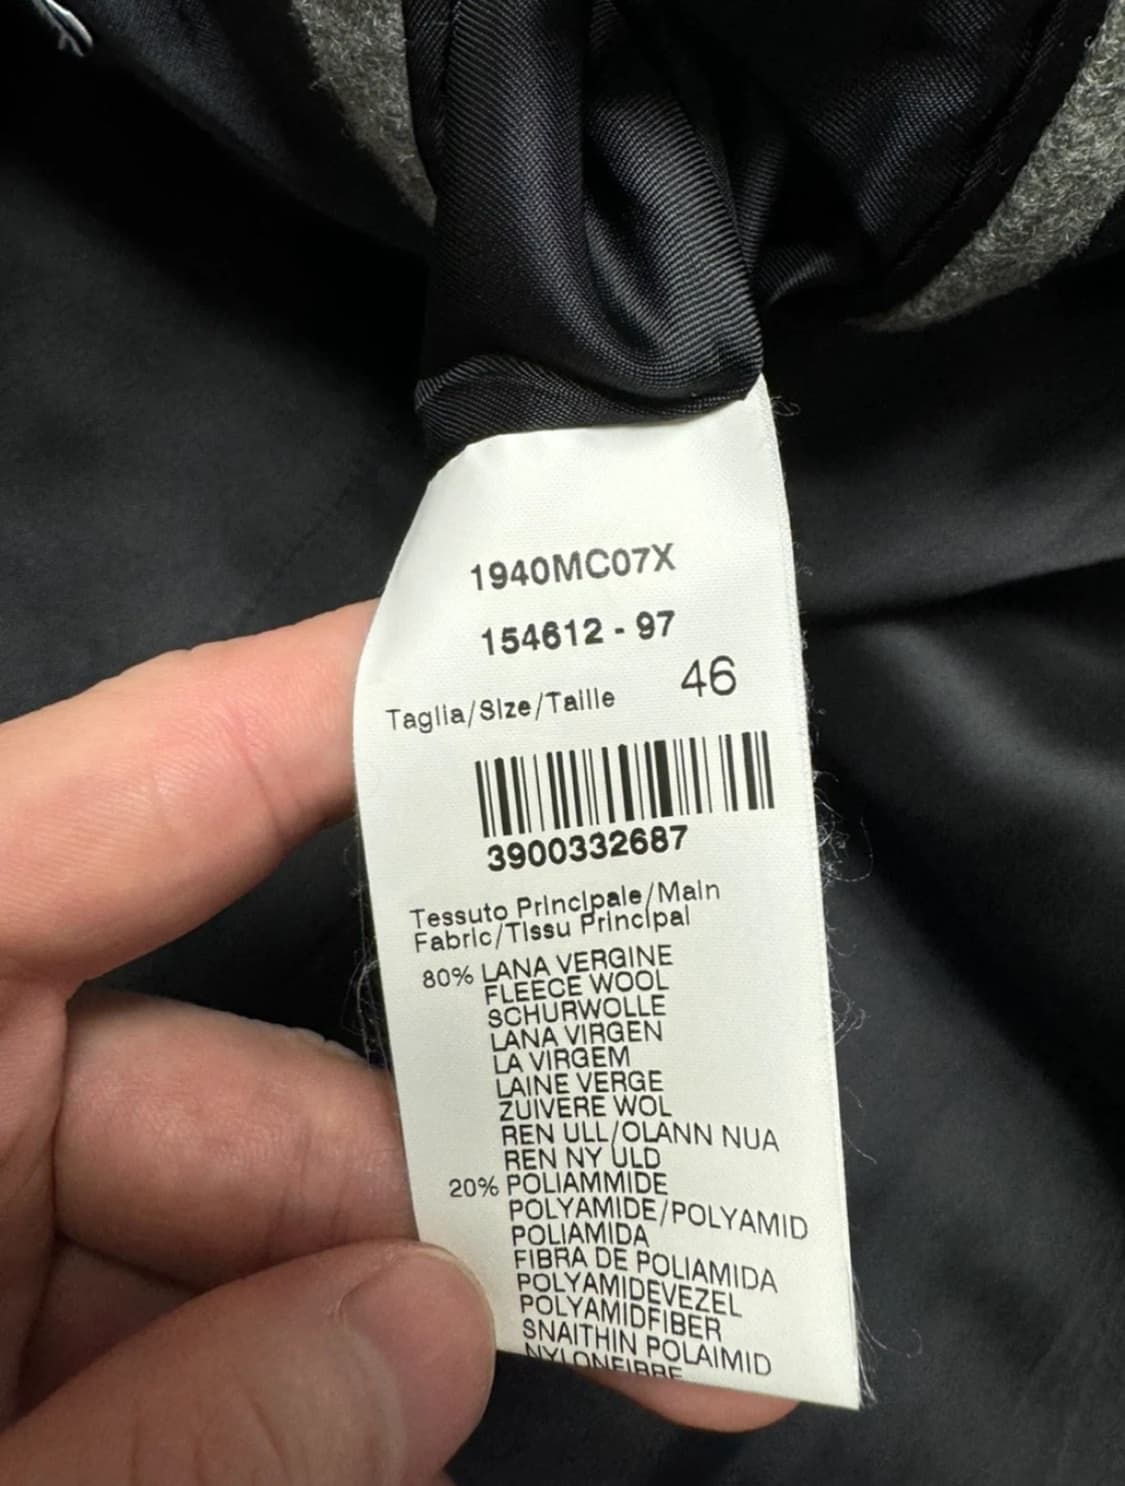 1940MC07X
154612 - 97
Taglia/Size/Taille 46
3900332687
Tessuto Principale/Main
Fabric/Tissu Principal
80% LANA VERGINE
FLEECE WOOL
SCHURWOLLE
LANA VIRGEN
LA VIRGEM
LAINE VERGE
ZUIVERE WOL
REN ULL/OLANN NUA
REN NY ULD
20% POLIAMMIDE
POLYAMIDE/POLYAMID
POLIAMIDA
FIBRA DE POLIAMIDA
POLYAMIDEVEZEL
POLYAMIDFIBER
SNAITHIN POLAIMID
NYLONFIBRE